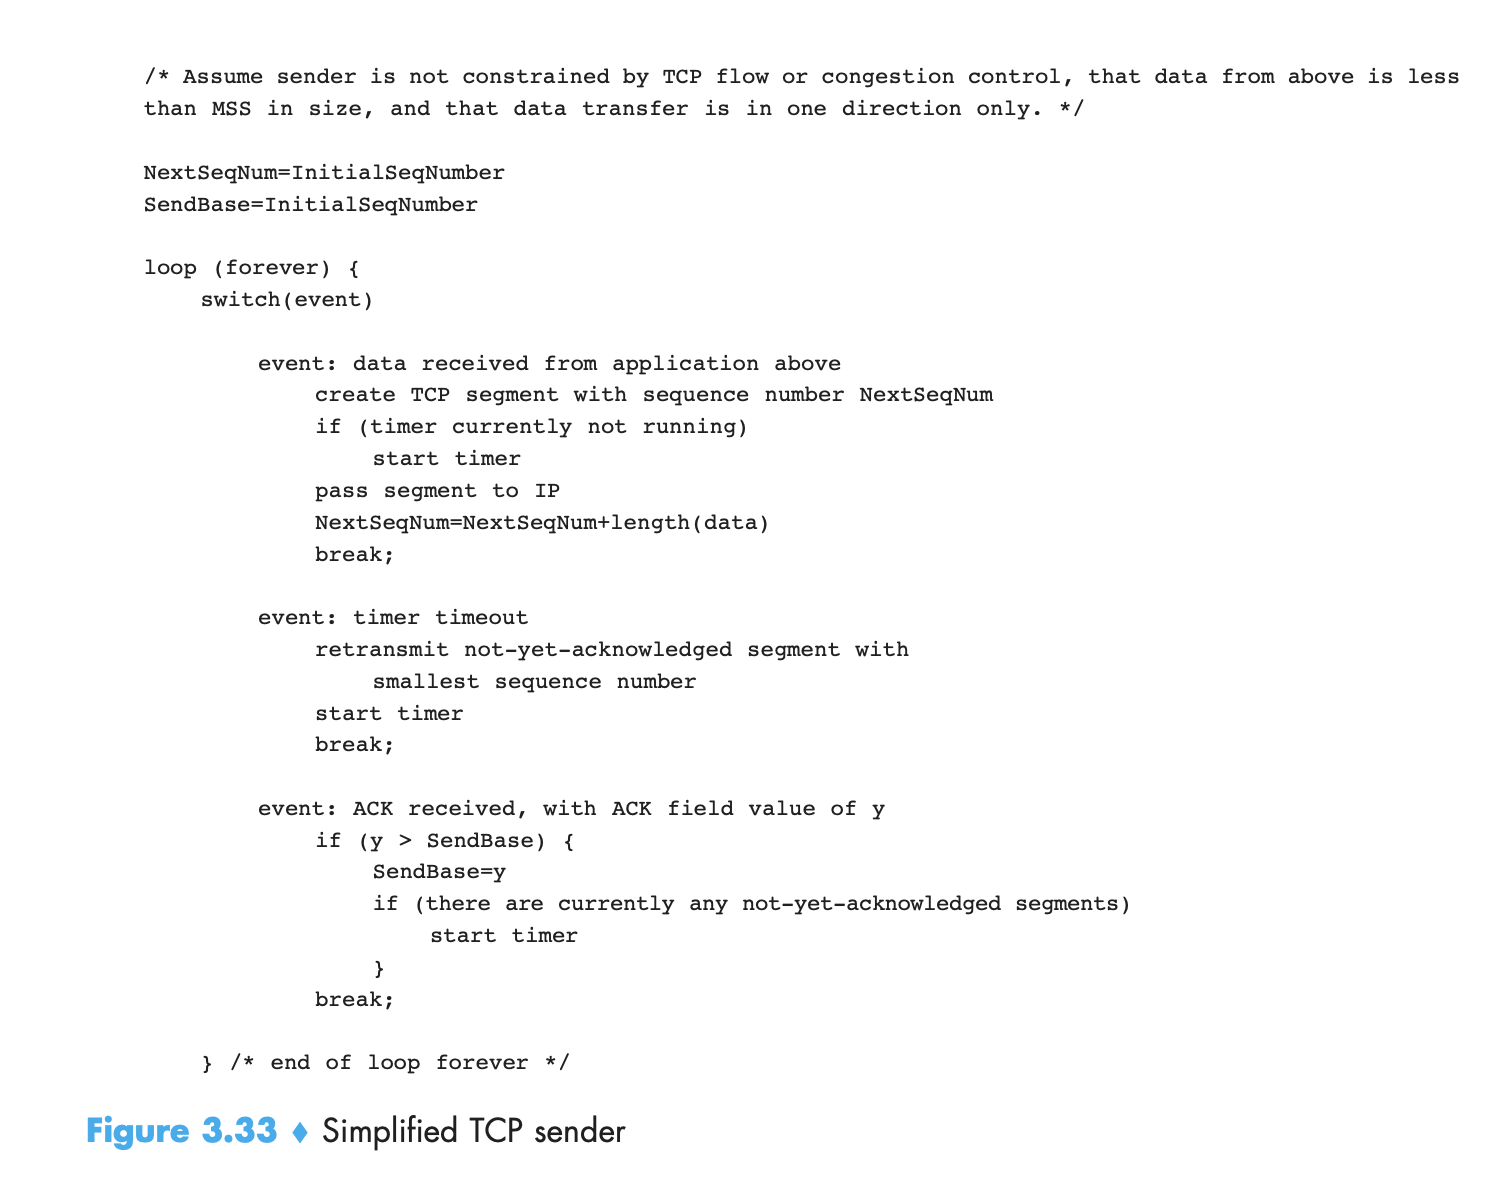 /* Assume sender is not constrained by TCP flow or congestion control, that data from above is less
than MSS in size, and that data transfer is in one direction only. */
NextSeqNum=InitialSeqNumber
SendBase=InitialSeqNumber
loop (forever) {
switch(event)
event: data received from application above
create TCP segment with sequence number NextSeqNum
if (timer currently not running)
start timer
pass segment to IP
NextSeqNum=NextSeqNum+length(data)
break;
event: timer timeout
retransmit not-yet-acknowledged segment with
smallest sequence number
start timer
break;
event: ACK received, with ACK field value of y
if (y > SendBase) {
SendBase=y
if (there are currently any not-yet-acknowledged segments)
start timer
}
break;
} /* end of loop forever */
Figure 3.33 ♦ Simplified TCP sender